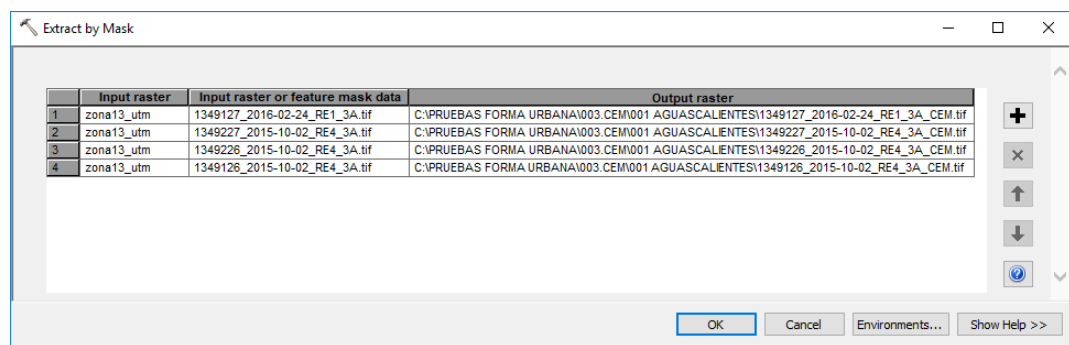 Extract by Mask
Input raster Input raster or feature mask data Output raster
1 zona13_utm 1349127_2016-02-24_RE1_3A.tif C:\PRUEBAS FORMA URBANA\003.CEM\001 AGUASCALIENTES\1349127_2016-02-24_RE1_3A_CEM.tif
2 zona13_utm 1349227_2015-10-02_RE4_3A.tif C:\PRUEBAS FORMA URBANA\003.CEM\001 AGUASCALIENTES\1349227_2015-10-02_RE4_3A_CEM.tif
3 zona13_utm 1349226_2015-10-02_RE4_3A.tif C:\PRUEBAS FORMA URBANA\003.CEM\001 AGUASCALIENTES\1349226_2015-10-02_RE4_3A_CEM.tif
4 zona13_utm 1349126_2015-10-02_RE4_3A.tif C:\PRUEBAS FORMA URBANA\003.CEM\001 AGUASCALIENTES\1349126_2015-10-02_RE4_3A_CEM.tif
OK Cancel Environments... Show Help >>